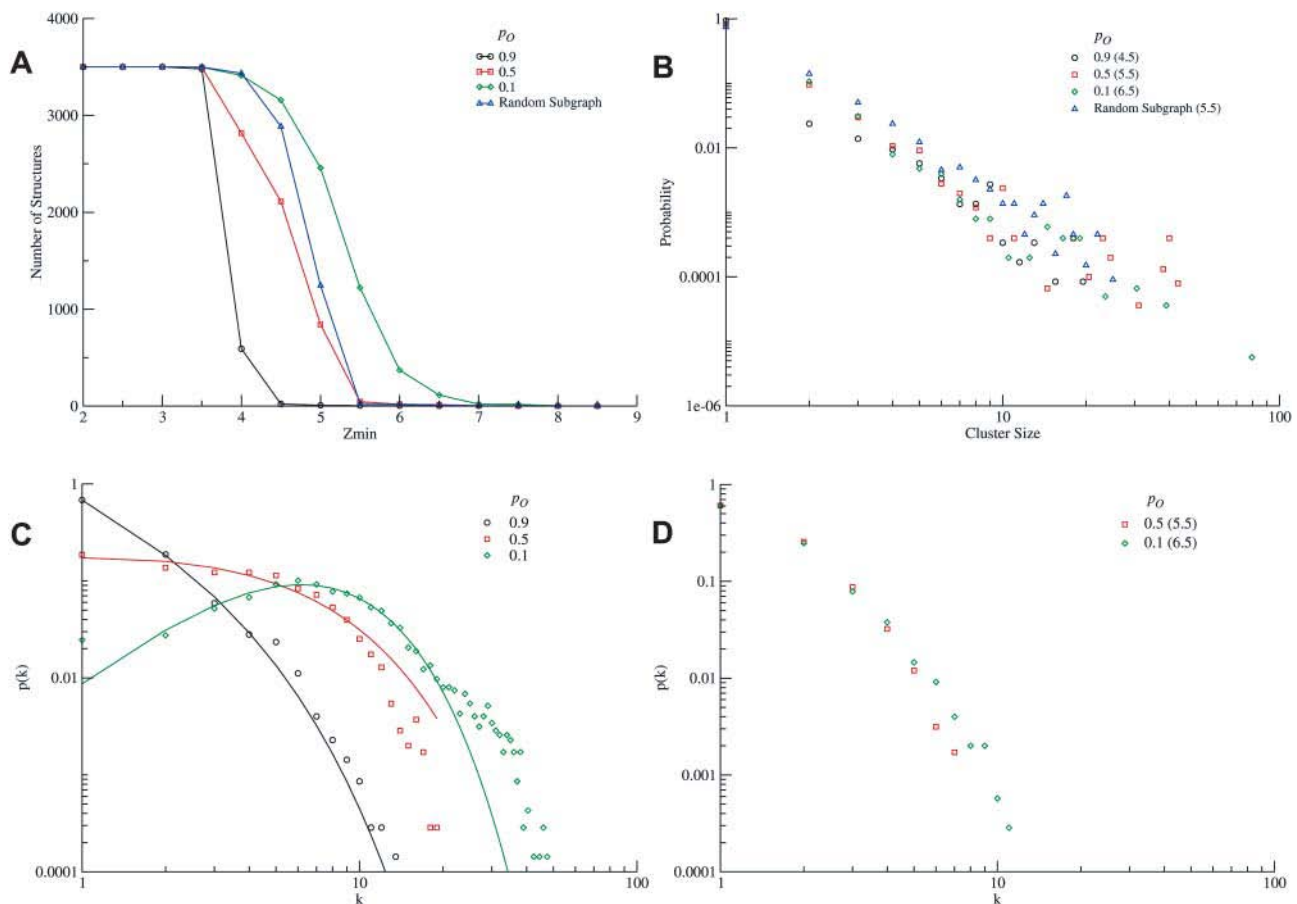 A
4000
3000
2000
1000
0
Number of Structures
2 3 4 5 6 7 8 9
Zmin
p_O
0.9
0.5
0.1
Random Subgraph
B
1
0.01
0.0001
1e-06
Probability
1 10 100
Cluster Size
p_O
0.9 (4.5)
0.5 (5.5)
0.1 (6.5)
Random Subgraph (5.5)
C
1
0.01
0.0001
p(k)
1 10 100
k
p_O
0.9
0.5
0.1
D
1
0.1
0.01
0.001
0.0001
p(k)
1 10 100
k
p_O
0.5 (5.5)
0.1 (6.5)